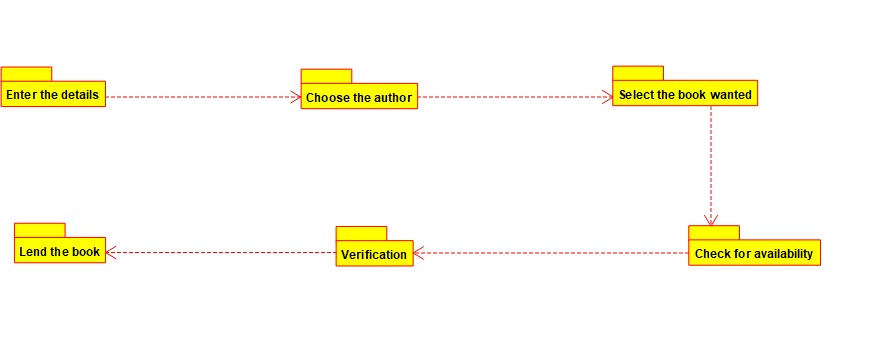 Enter the details
Choose the author
Select the book wanted
Lend the book
Verification
Check for availability